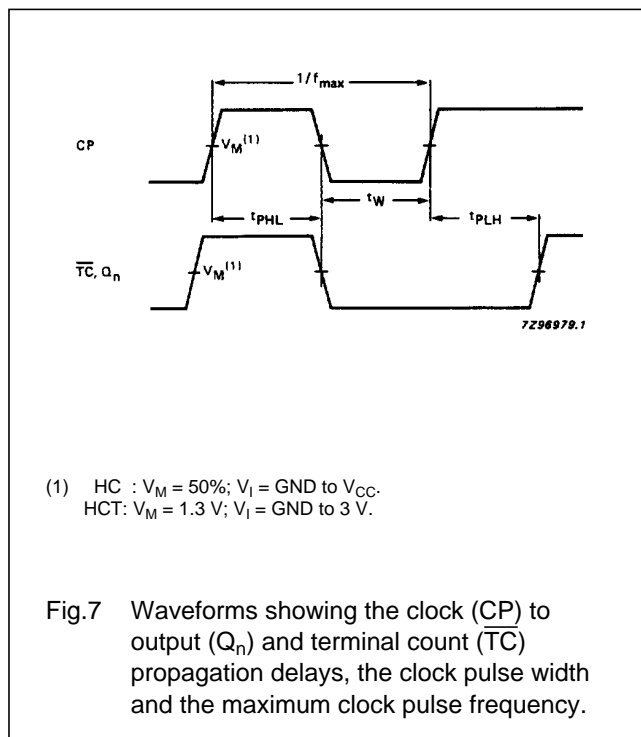 1/fmax
CP
VM(1)
tPHL
tW
tPLH
T̅C̅, Qn
VM(1)
7Z96979.1
(1) HC : VM = 50%; VI = GND to VCC.
HCT: VM = 1.3 V; VI = GND to 3 V.
Fig.7 Waveforms showing the clock (CP) to
output (Qn) and terminal count (T̅C̅)
propagation delays, the clock pulse width
and the maximum clock pulse frequency.